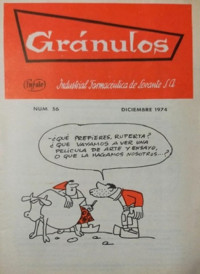 Gránulos
Industrial Farmacéutica de Levante S.A.
NUM. 56
DICIEMBRE 1974
-¿QUÉ PREFIERES, RUPERTA?
¿QUE VAYAMOS A VER UNA
PELÍCULA DE ARTE Y ENSAYO,
O QUE LA HAGAMOS NOSOTROS...?